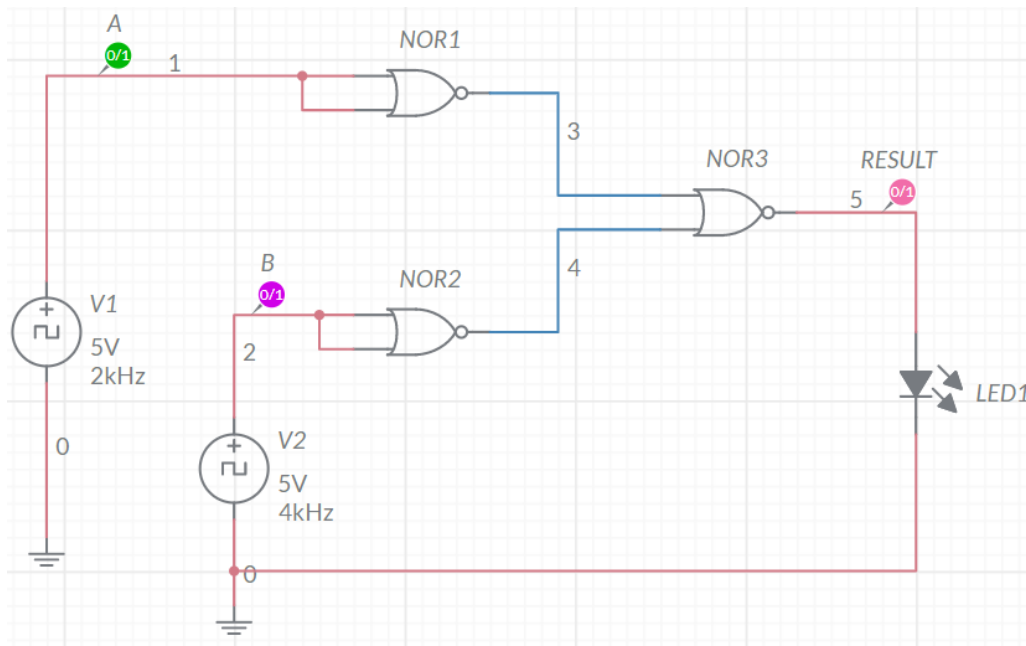 A
0/1
1
NOR1
3
NOR3
RESULT
0/1
5
B
0/1
NOR2
4
2
V1
5V
2kHz
LED1
0
V2
5V
4kHz
0